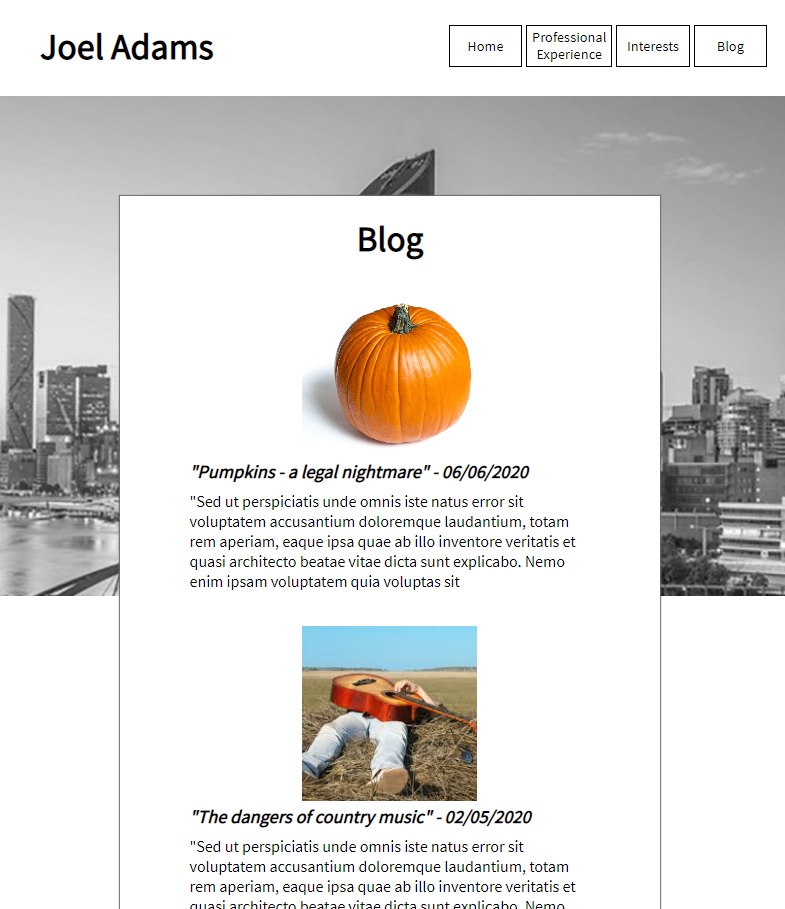 Joel Adams
Home
Professional
Experience
Interests
Blog
Blog
"Pumpkins - a legal nightmare" - 06/06/2020
"Sed ut perspiciatis unde omnis iste natus error sit
voluptatem accusantium doloremque laudantium, totam
rem aperiam, eaque ipsa quae ab illo inventore veritatis et
quasi architecto beatae vitae dicta sunt explicabo. Nemo
enim ipsam voluptatem quia voluptas sit
"The dangers of country music" - 02/05/2020
"Sed ut perspiciatis unde omnis iste natus error sit
voluptatem accusantium doloremque laudantium, totam
rem aperiam, eaque ipsa quae ab illo inventore veritatis et
quasi architecto beatae vitae dicta sunt explicabo. Nemo